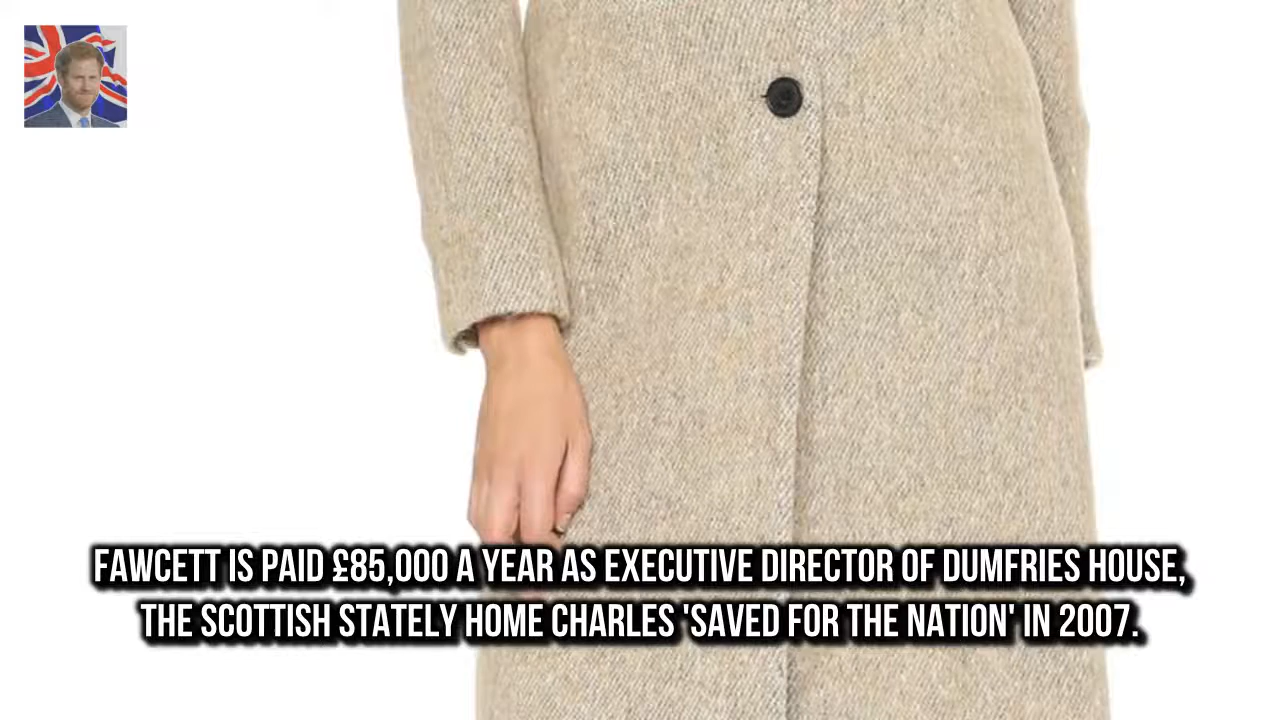 FAWCETT IS PAID £85,000 A YEAR AS EXECUTIVE DIRECTOR OF DUMFRIES HOUSE,
THE SCOTTISH STATELY HOME CHARLES 'SAVED FOR THE NATION' IN 2007.